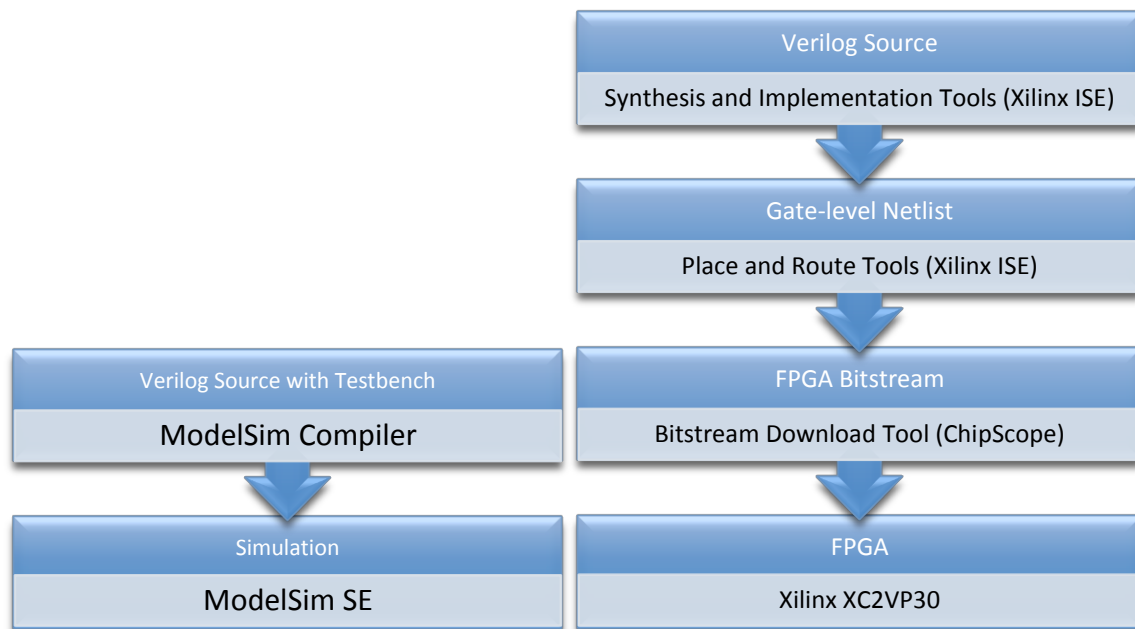 Verilog Source
Synthesis and Implementation Tools (Xilinx ISE)
Gate-level Netlist
Place and Route Tools (Xilinx ISE)
Verilog Source with Testbench
ModelSim Compiler
Simulation
ModelSim SE
FPGA Bitstream
Bitstream Download Tool (ChipScope)
FPGA
Xilinx XC2VP30